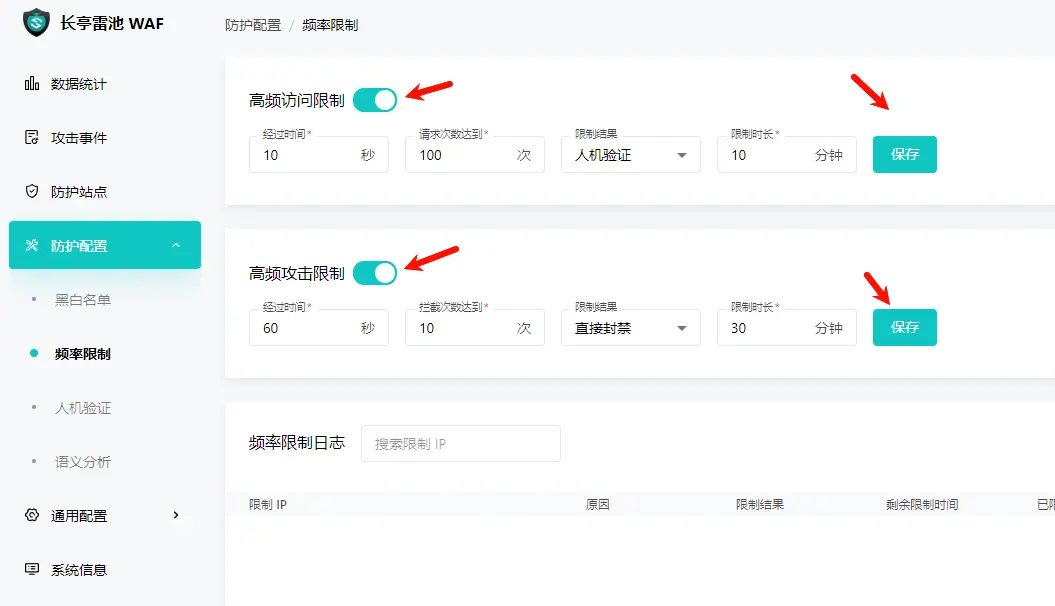 长亭雷池 WAF
防护配置 / 频率限制
数据统计
攻击事件
防护站点
防护配置
黑白名单
频率限制
人机验证
语义分析
通用配置
系统信息
高频访问限制
经过时间* 请求次数达到* 限制结果 限制时长*
10 秒 100 次 人机验证 10 分钟 保存
高频攻击限制
经过时间* 拦截次数达到* 限制结果 限制时长*
60 秒 10 次 直接封禁 30 分钟 保存
频率限制日志 搜索限制 IP
限制 IP 原因 限制结果 剩余限制时间 已